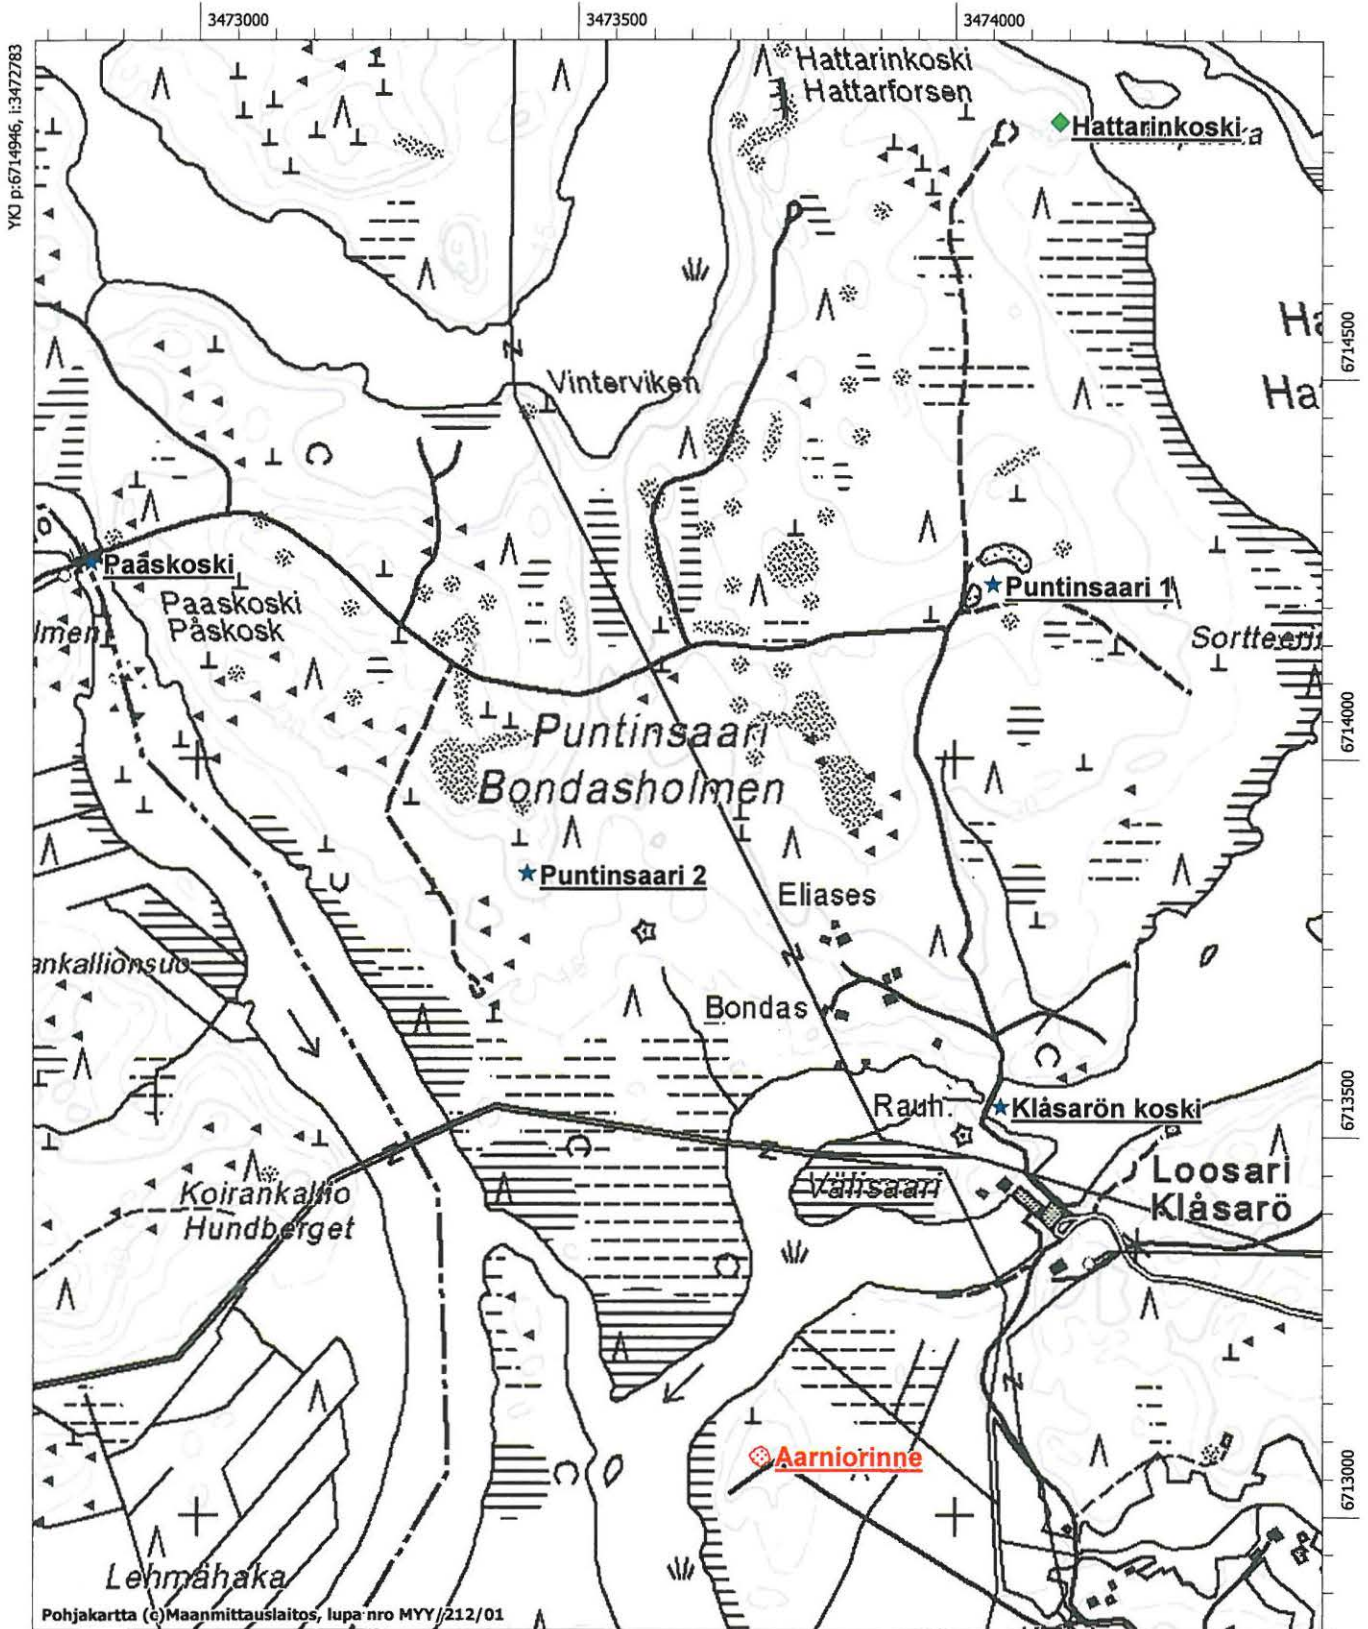 3473000
3473500
3474000
YKJ p:6714946, i:3472783
Hattarinkoski
Hattarforsen
Hattarinkoski
6714500
Vinterviken
Paaskoski
Puntinsaari 1
Paaskoski
Påskosk
Sortteerin
Puntinsaari
Bondasholmen
6714000
Puntinsaari 2
Eliases
ankallionsuo
Bondas
Rauh.
Klåsarön koski
6713500
Loosari
Klåsarö
Välisaari
Koirankallio
Hundberget
Aarniorinne
6713000
Lehmähaka
Pohjakartta (c)Maanmittauslaitos, lupa nro MYY/212/01